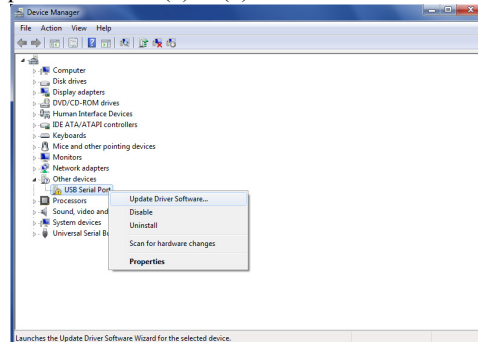 Device Manager
File Action View Help
Computer
Disk drives
Display adapters
DVD/CD-ROM drives
Human Interface Devices
IDE ATA/ATAPI controllers
Keyboards
Mice and other pointing devices
Monitors
Network adapters
Other devices
USB Serial Port
Processors
Sound, video and
System devices
Universal Serial
Update Driver Software...
Disable
Uninstall
Scan for hardware changes
Properties
Launches the Update Driver Software Wizard for the selected device.